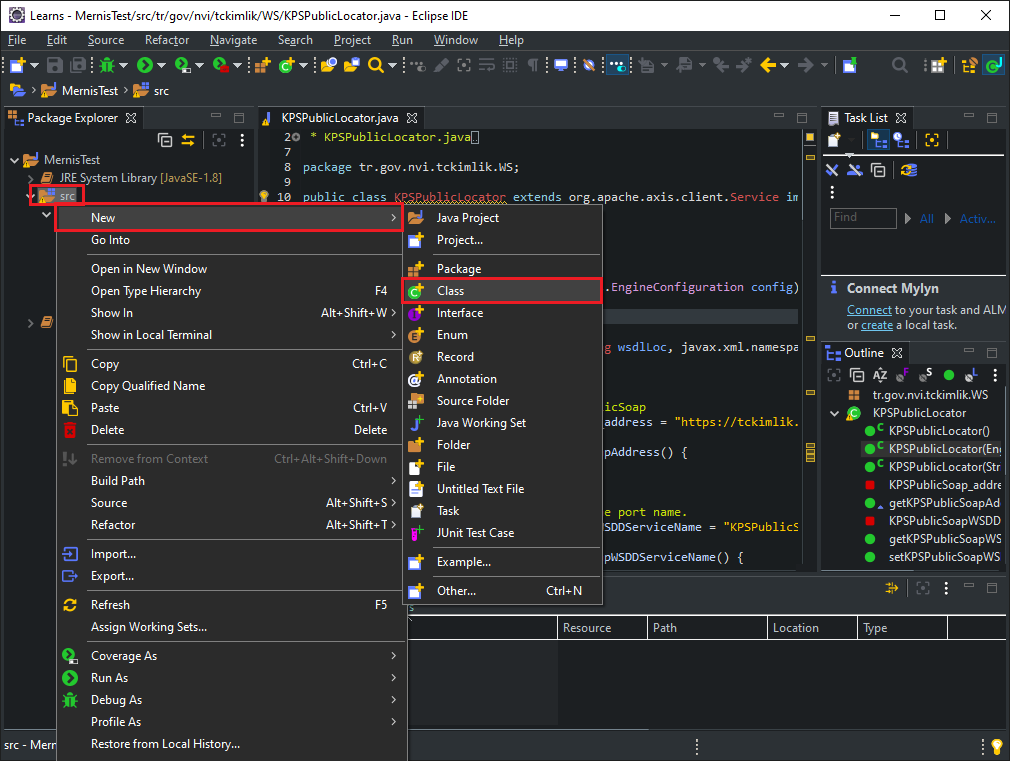 Learns - MernisTest/src/tr/gov/nvi/tckimlik/WS/KPSPublicLocator.java - Eclipse IDE
File Edit Source Refactor Navigate Search Project Run Window Help
MernisTest src
Package Explorer
MernisTest
JRE System Library [JavaSE-1.8]
src
New
Go Into
Open in New Window
Open Type Hierarchy F4
Show In Alt+Shift+W
Show in Local Terminal
Copy Ctrl+C
Copy Qualified Name
Paste Ctrl+V
Delete Delete
Remove from Context Ctrl+Alt+Shift+Down
Build Path
Source Alt+Shift+S
Refactor Alt+Shift+T
Import...
Export...
Refresh F5
Assign Working Sets...
Coverage As
Run As
Debug As
Profile As
Restore from Local History...
Java Project
Project...
Package
Class
Interface
Enum
Record
Annotation
Source Folder
Java Working Set
Folder
File
Untitled Text File
Task
JUnit Test Case
Example...
Other... Ctrl+N
KPSPublicLocator.java
2 * KPSPublicLocator.java
7
8 package tr.gov.nvi.tckimlik.WS;
9
10 public class KPSPublicLocator extends org.apache.axis.client.Service im
.EngineConfiguration config)
g wsdlLoc, javax.xml.namespa
icSoap
address = "https://tckimlik.
pAddress() {
e port name.
SDDServiceName = "KPSPublicS
pWSDDServiceName() {
Task List
Find All Activ...
Connect Mylyn
Connect to your task and ALM
or create a local task.
Outline
tr.gov.nvi.tckimlik.WS
KPSPublicLocator
KPSPublicLocator()
KPSPublicLocator(Eng
KPSPublicLocator(Str
KPSPublicSoap_addre
getKPSPublicSoapAd
KPSPublicSoapWSDD
getKPSPublicSoapWS
setKPSPublicSoapWS
Resource Path Location Type
src - Mern